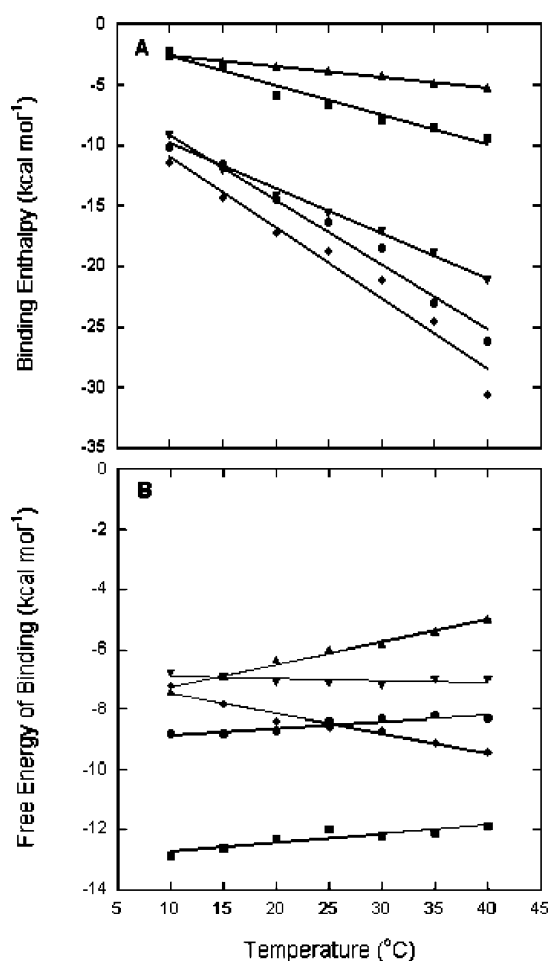 A
0
-5
-10
-15
-20
-25
-30
-35
Binding Enthalpy (kcal mol⁻¹)
B
0
-2
-4
-6
-8
-10
-12
-14
Free Energy of Binding (kcal mol⁻¹)
5 10 15 20 25 30 35 40 45
Temperature (°C)